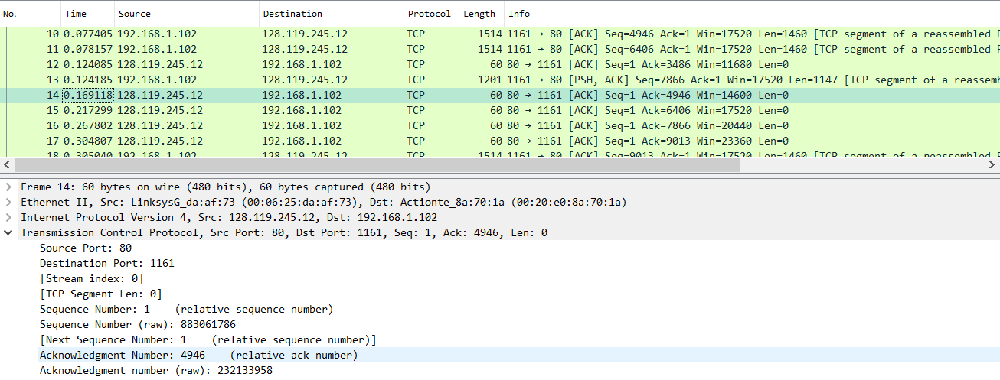 No. Time Source Destination Protocol Length Info
10 0.077405 192.168.1.102 128.119.245.12 TCP 1514 1161 → 80 [ACK] Seq=4946 Ack=1 Win=17520 Len=1460 [TCP segment of a reassembled
11 0.078157 192.168.1.102 128.119.245.12 TCP 1514 1161 → 80 [ACK] Seq=6406 Ack=1 Win=17520 Len=1460 [TCP segment of a reassembled
12 0.124085 128.119.245.12 192.168.1.102 TCP 60 80 → 1161 [ACK] Seq=1 Ack=3486 Win=11680 Len=0
13 0.124185 192.168.1.102 128.119.245.12 TCP 1201 1161 → 80 [PSH, ACK] Seq=7866 Ack=1 Win=17520 Len=1147 [TCP segment of a reassemb
14 0.169118 128.119.245.12 192.168.1.102 TCP 60 80 → 1161 [ACK] Seq=1 Ack=4946 Win=14600 Len=0
15 0.217299 128.119.245.12 192.168.1.102 TCP 60 80 → 1161 [ACK] Seq=1 Ack=6406 Win=17520 Len=0
16 0.267802 128.119.245.12 192.168.1.102 TCP 60 80 → 1161 [ACK] Seq=1 Ack=7866 Win=20440 Len=0
17 0.304807 128.119.245.12 192.168.1.102 TCP 60 80 → 1161 [ACK] Seq=1 Ack=9013 Win=23360 Len=0
18 0.305040 192.168.1.102 128.119.245.12 TCP 1514 1161 → 80 [ACK] Seq=9013 Ack=1 Win=17520 Len=1460 [TCP segment of a reassembled
Frame 14: 60 bytes on wire (480 bits), 60 bytes captured (480 bits)
Ethernet II, Src: LinksysG_da:af:73 (00:06:25:da:af:73), Dst: Actionte_8a:70:1a (00:20:e0:8a:70:1a)
Internet Protocol Version 4, Src: 128.119.245.12, Dst: 192.168.1.102
Transmission Control Protocol, Src Port: 80, Dst Port: 1161, Seq: 1, Ack: 4946, Len: 0
Source Port: 80
Destination Port: 1161
[Stream index: 0]
[TCP Segment Len: 0]
Sequence Number: 1 (relative sequence number)
Sequence Number (raw): 883061786
[Next Sequence Number: 1 (relative sequence number)]
Acknowledgment Number: 4946 (relative ack number)
Acknowledgment number (raw): 232133958